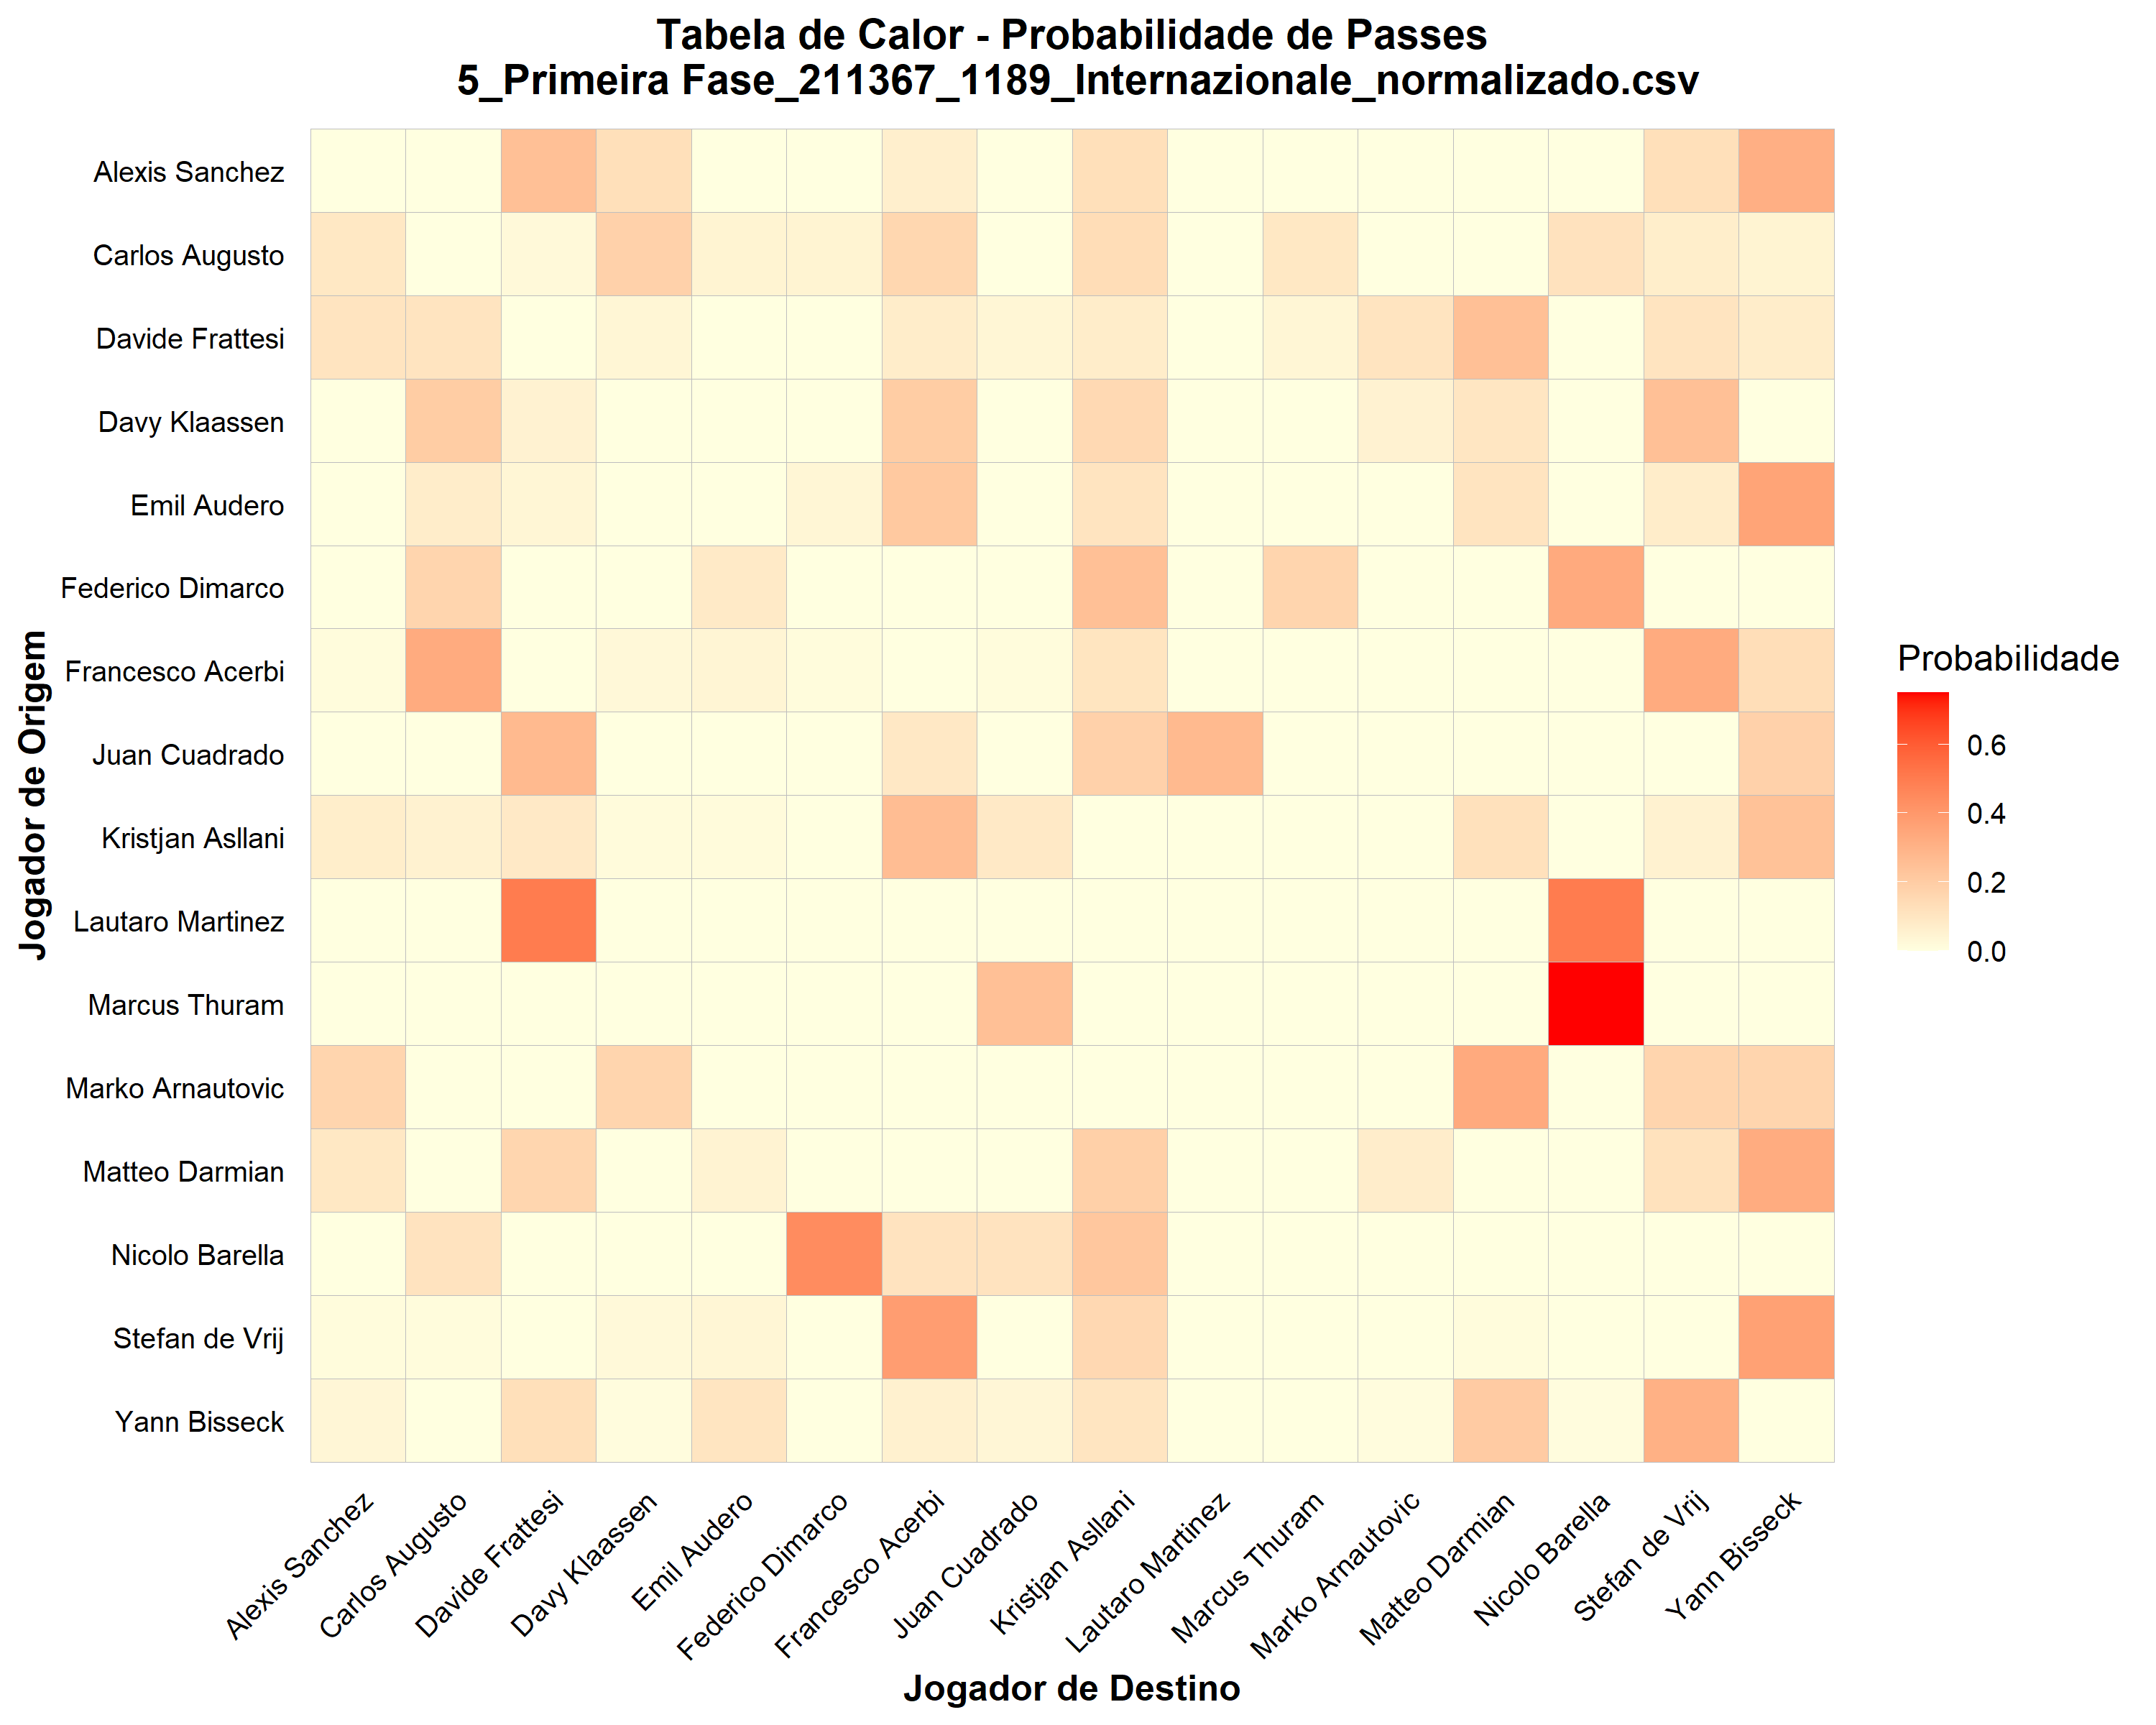 Tabela de Calor - Probabilidade de Passes
5_Primeira Fase_211367_1189_Internazionale_normalizado.csv
Jogador de Origem
Alexis Sanchez
Carlos Augusto
Davide Frattesi
Davy Klaassen
Emil Audero
Federico Dimarco
Francesco Acerbi
Juan Cuadrado
Kristjan Asllani
Lautaro Martinez
Marcus Thuram
Marko Arnautovic
Matteo Darmian
Nicolo Barella
Stefan de Vrij
Yann Bisseck
Alexis Sanchez
Carlos Augusto
Davide Frattesi
Davy Klaassen
Emil Audero
Federico Dimarco
Francesco Acerbi
Juan Cuadrado
Kristjan Asllani
Lautaro Martinez
Marcus Thuram
Marko Arnautovic
Matteo Darmian
Nicolo Barella
Stefan de Vrij
Yann Bisseck
Jogador de Destino
Probabilidade
0.6
0.4
0.2
0.0